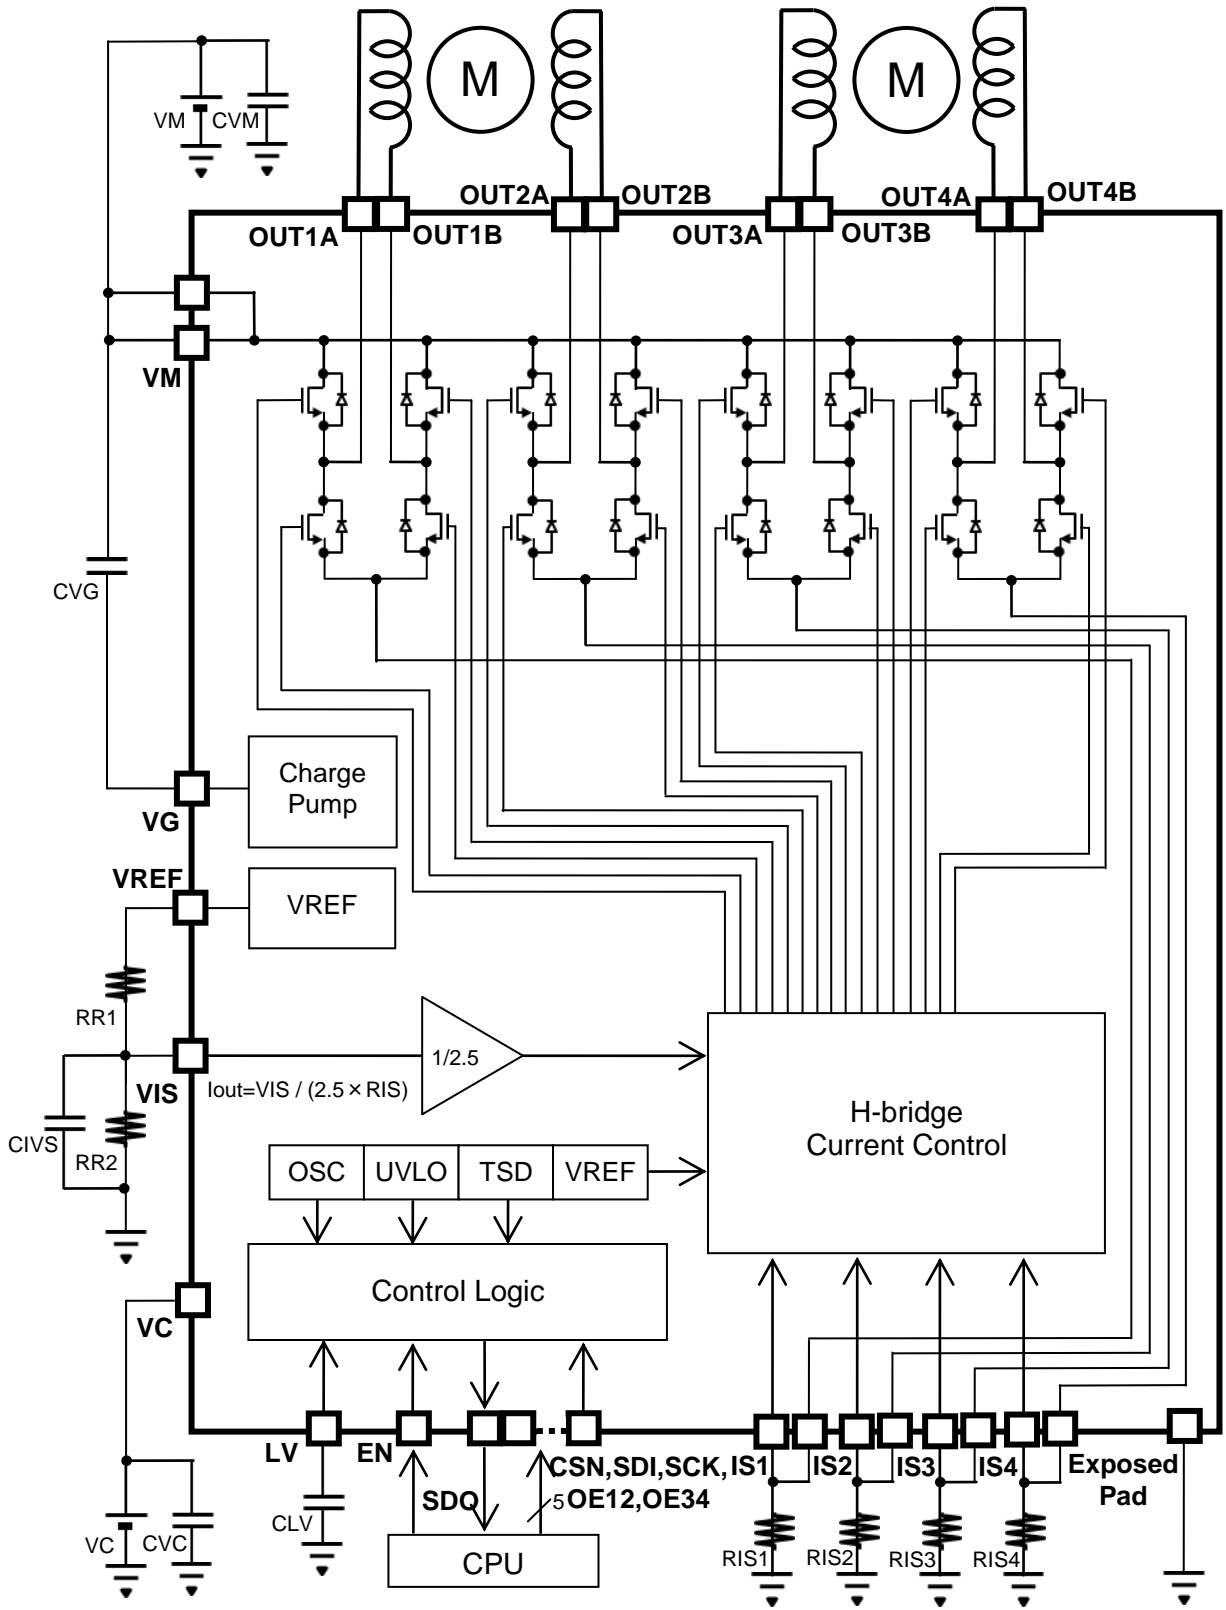 M
M
VM
CVM
OUT2A
OUT2B
OUT4A
OUT4B
OUT1A
OUT1B
OUT3A
OUT3B
VM
CVG
Charge
Pump
VG
VREF
VREF
RR1
1/2.5
VIS
Iout=VIS / (2.5×RIS)
H-bridge
Current Control
CIVS
RR2
OSC
UVLO
TSD
VREF
Control Logic
VC
LV
EN
CSN,SDI,SCK,
IS1
IS2
IS3
IS4
Exposed
Pad
SDO
5
OE12,OE34
CLV
VC
CVC
CPU
RIS1
RIS2
RIS3
RIS4